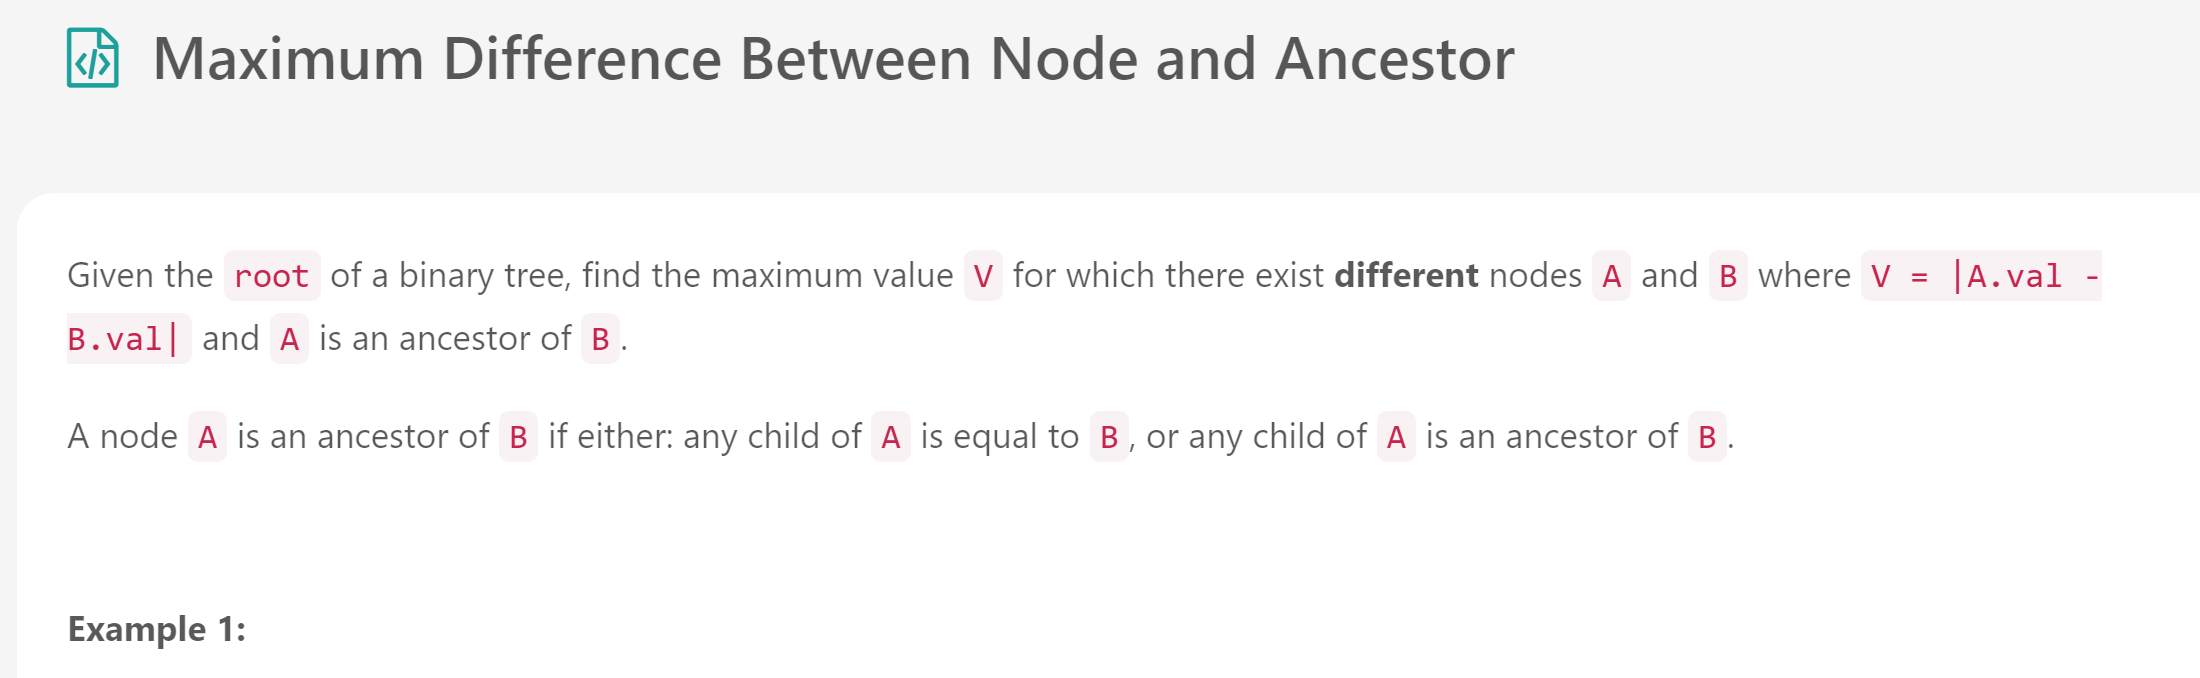 </> Maximum Difference Between Node and Ancestor
Given the root of a binary tree, find the maximum value V for which there exist different nodes A and B where V = |A.val -
B.val| and A is an ancestor of B.
A node A is an ancestor of B if either: any child of A is equal to B, or any child of A is an ancestor of B.
Example 1: